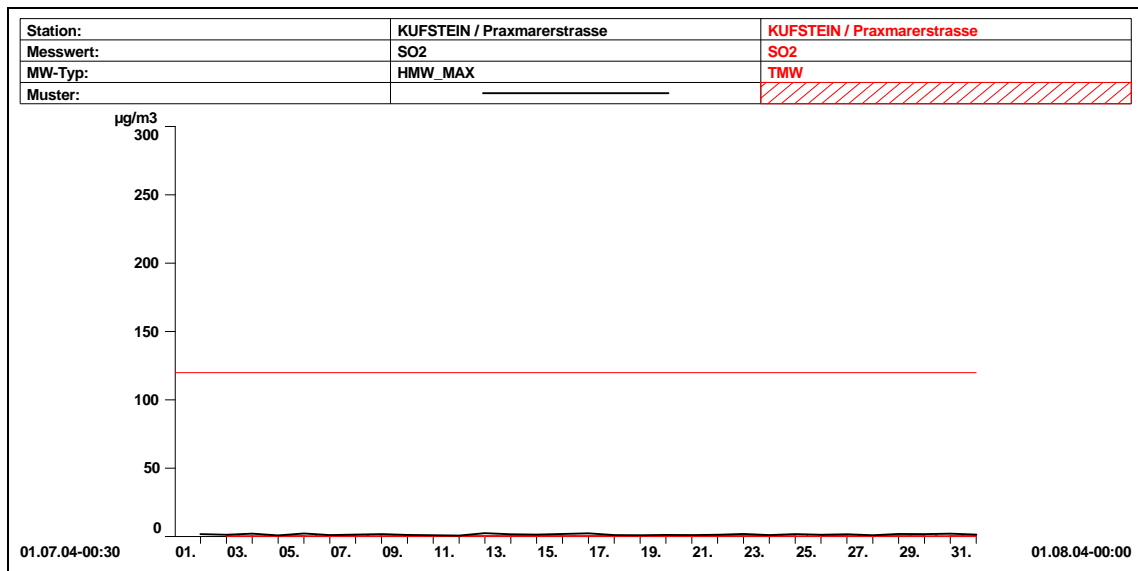 Station: KUFSTEIN / Praxmarerstrasse KUFSTEIN / Praxmarerstrasse
Messwert: SO2 SO2
MW-Typ: HMW_MAX TMW
Muster:
µg/m3
300
250
200
150
100
50
0
01.07.04-00:30 01. 03. 05. 07. 09. 11. 13. 15. 17. 19. 21. 23. 25. 27. 29. 31. 01.08.04-00:00